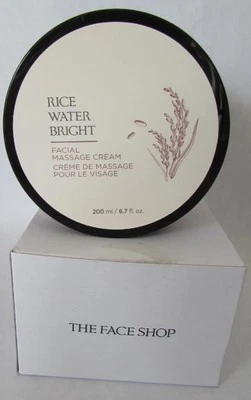 RICE
WATER
BRIGHT
FACIAL
MASSAGE CREAM
CRÈME DE MASSAGE
POUR LE VISAGE
200 ml / 6.7 fl. oz.
THE FACE SHOP